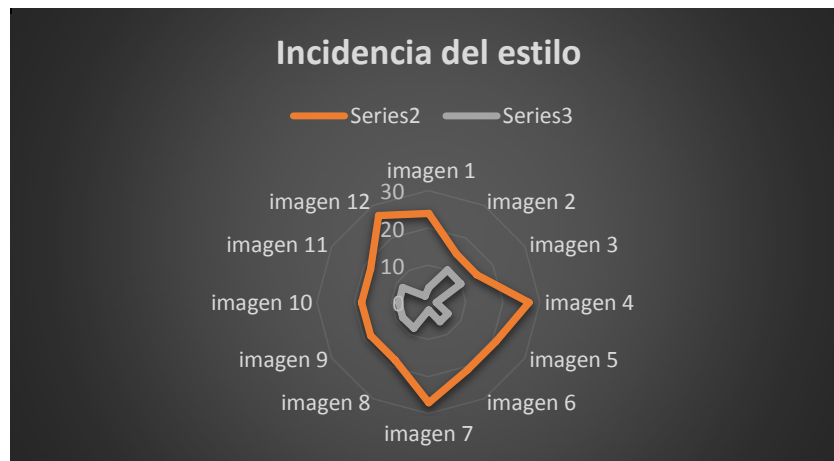 Incidencia del estilo
Series2 Series3
imagen 1
30
imagen 12 imagen 2
20
imagen 11 imagen 3
10
imagen 10 0 imagen 4
imagen 9 imagen 5
imagen 8 imagen 6
imagen 7